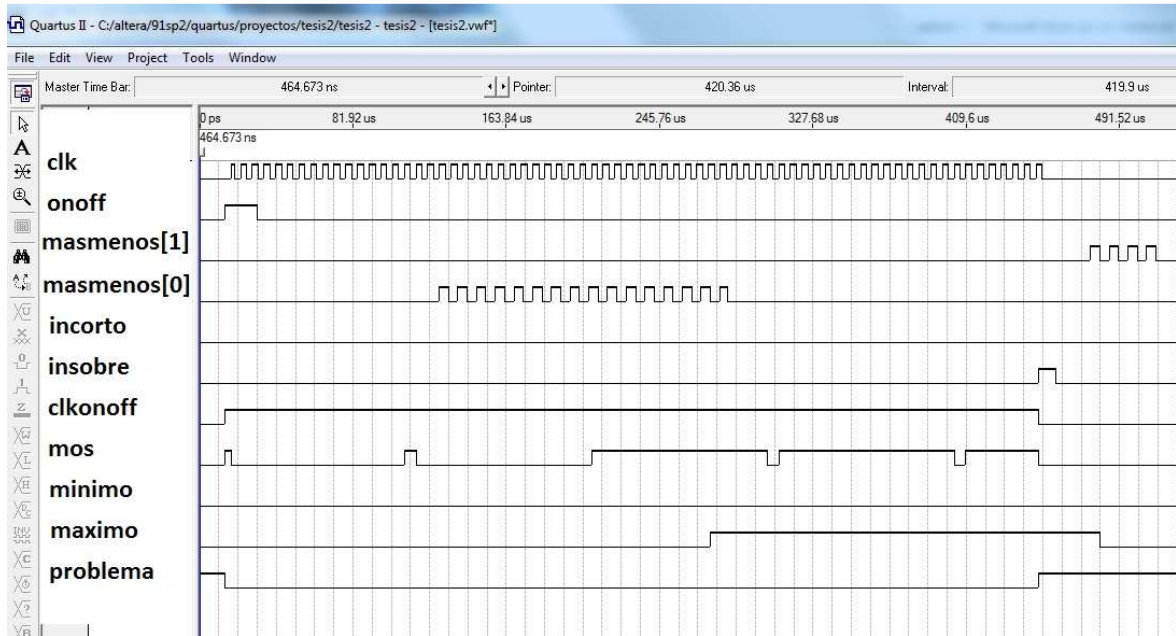 Quartus II - C:/altera/91sp2/quartus/proyectos/tesis2/tesis2 - tesis2 - [tesis2.vwf*]
File Edit View Project Tools Window
Master Time Bar: 464.673 ns Pointer: 420.36 us Interval: 419.9 us
0 ps 81.92 us 163.84 us 245.76 us 327.68 us 409.6 us 491.52 us
464.673 ns
clk
onoff
masmenos[1]
masmenos[0]
incorto
insobre
clkonoff
mos
minimo
maximo
problema